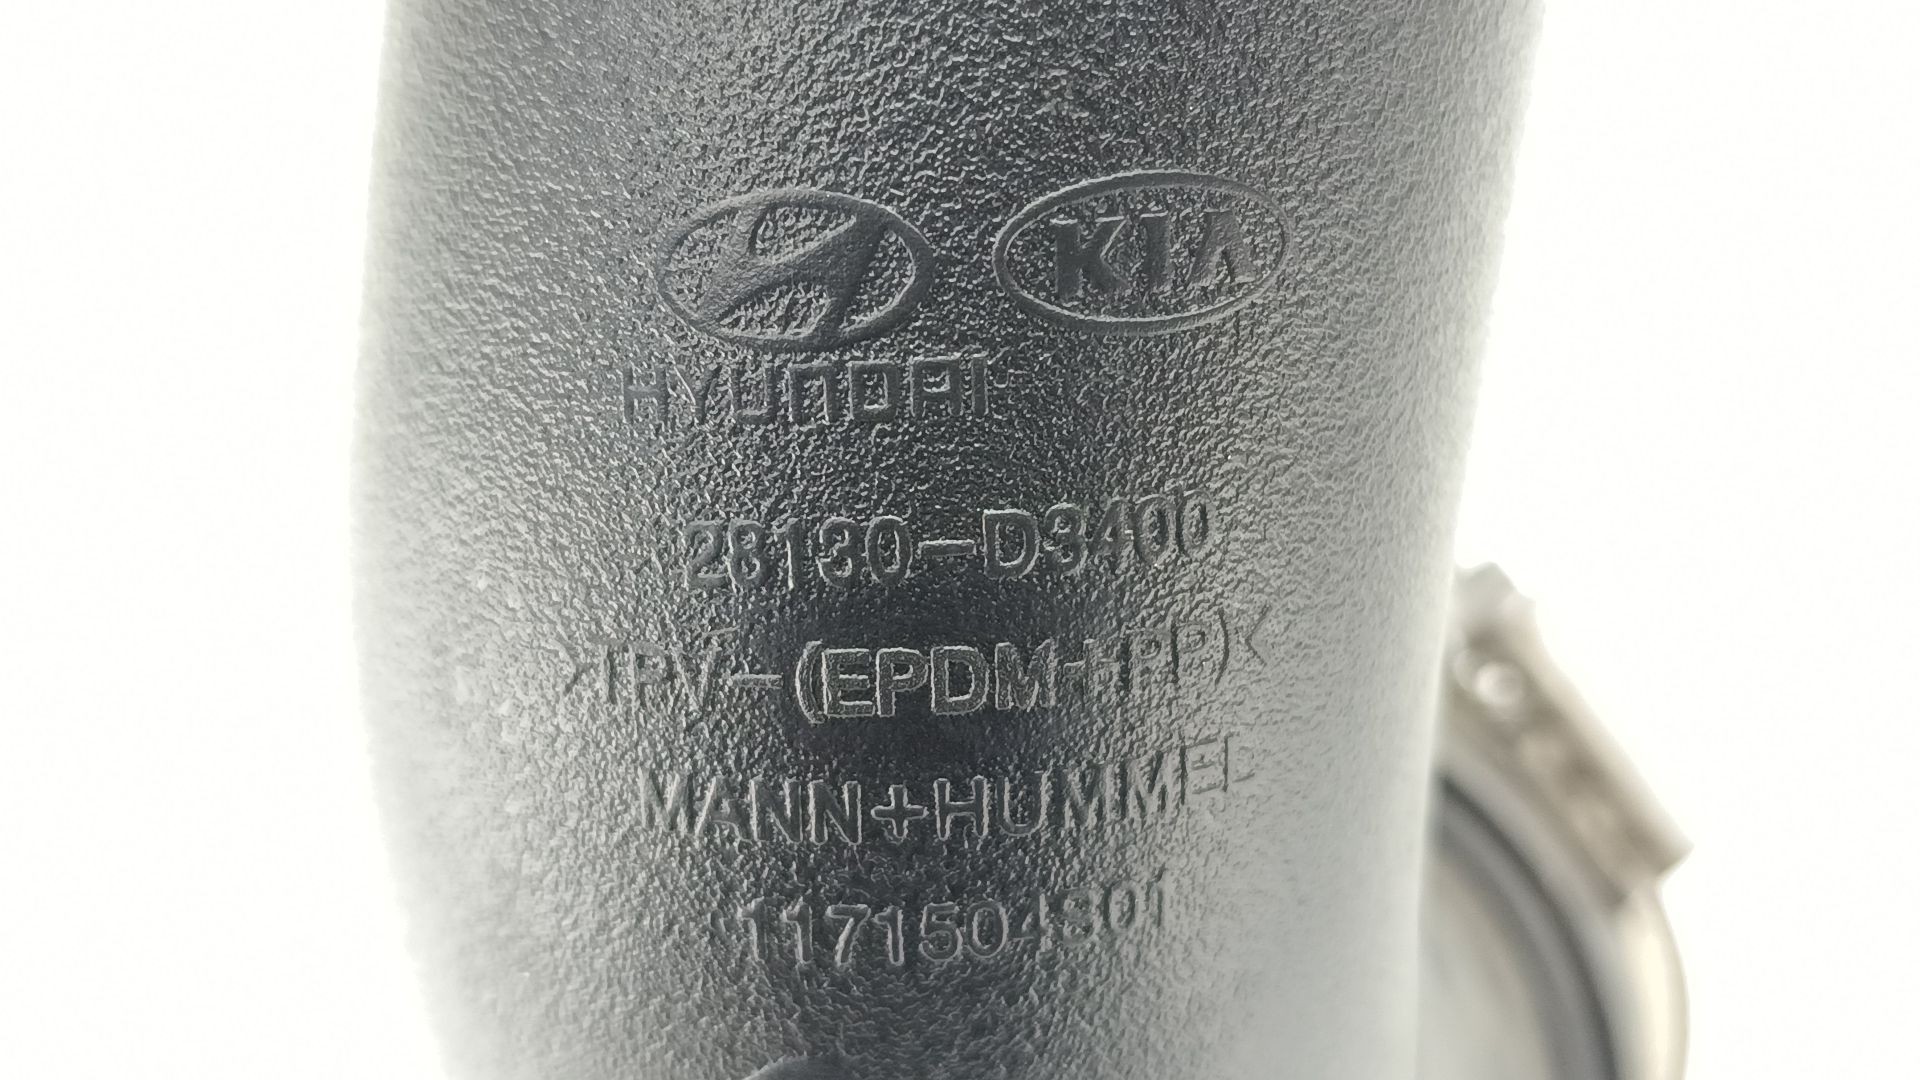 KIA
HYUNDAI
28130-D3400
>TPV-(EPDM+PP)<
MANN+HUMMEL
1171504S01